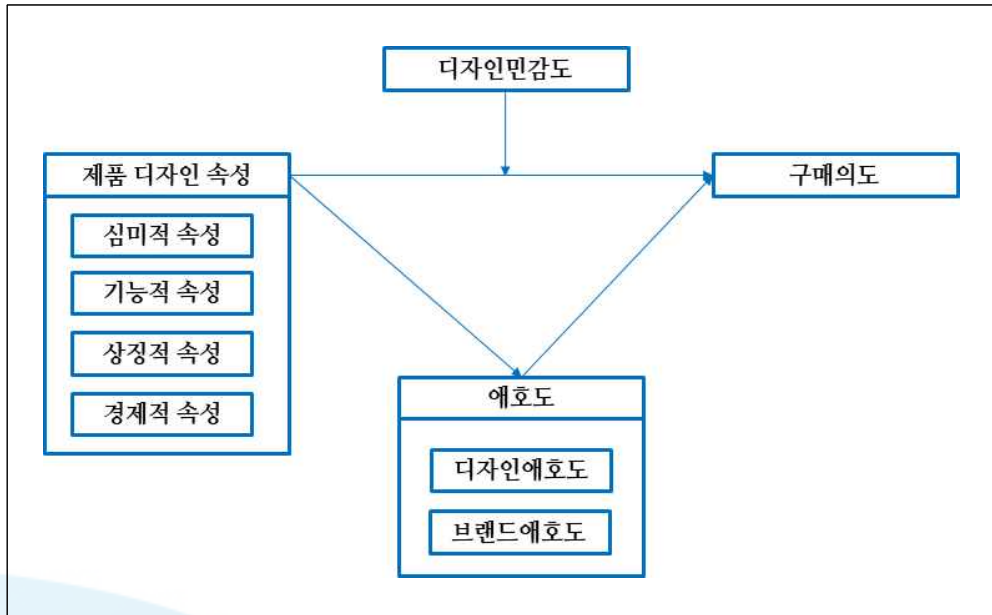 디자인민감도
제품 디자인 속성
구매의도
심미적 속성
기능적 속성
상징적 속성
경제적 속성
애호도
디자인애호도
브랜드애호도